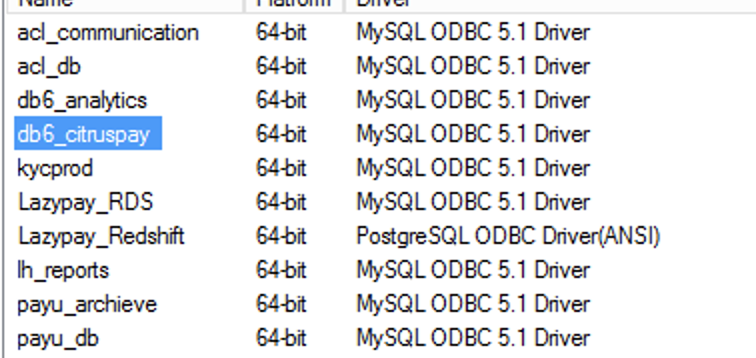 Name Platform Driver
acl_communication 64-bit MySQL ODBC 5.1 Driver
acl_db 64-bit MySQL ODBC 5.1 Driver
db6_analytics 64-bit MySQL ODBC 5.1 Driver
db6_citruspay 64-bit MySQL ODBC 5.1 Driver
kycprod 64-bit MySQL ODBC 5.1 Driver
Lazypay_RDS 64-bit MySQL ODBC 5.1 Driver
Lazypay_Redshift 64-bit PostgreSQL ODBC Driver(ANSI)
lh_reports 64-bit MySQL ODBC 5.1 Driver
payu_archieve 64-bit MySQL ODBC 5.1 Driver
payu_db 64-bit MySQL ODBC 5.1 Driver